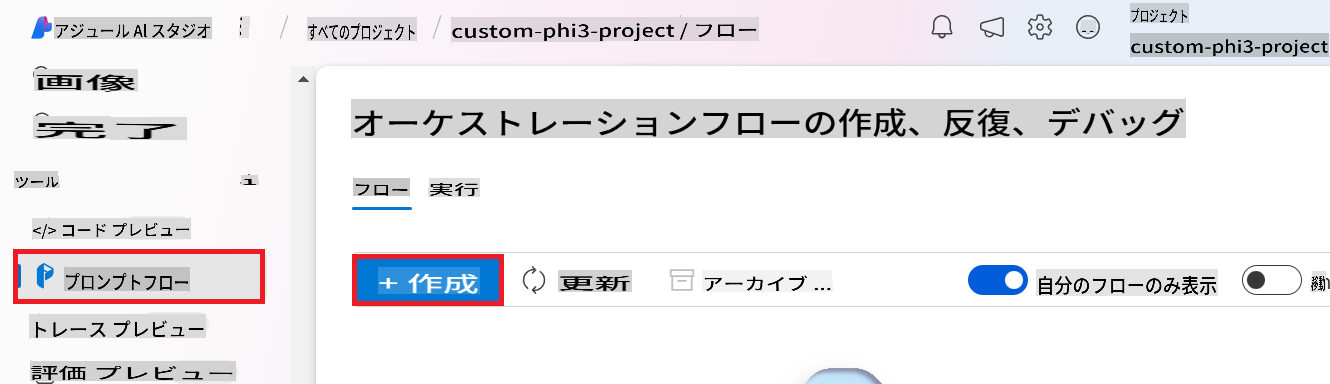 アジュール AI スタジオ / すべてのプロジェクト / custom-phi3-project / フロー
プロジェクト
custom-phi3-project
画像
完了
ツール
</> コード プレビュー
プロンプトフロー
トレース プレビュー
評価 プレビュー
オーケストレーションフローの作成、反復、デバッグ
フロー 実行
+ 作成 更新 アーカイブ ... 自分のフローのみ表示